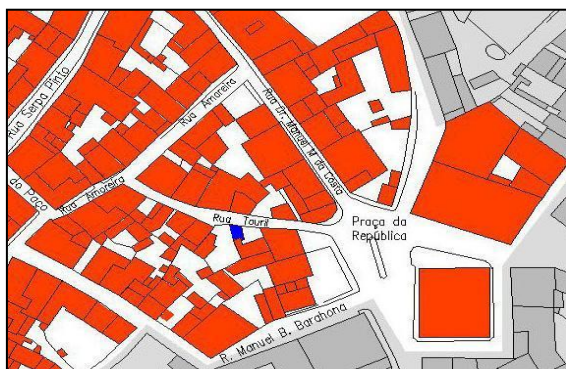 Rua Serpa Pinto
Rua Amoreira
Rua Dr. Manuel M da Costa
do Paço
Rua Amoreira
Rua Touril
Praça da
República
R. Manuel B. Barahona